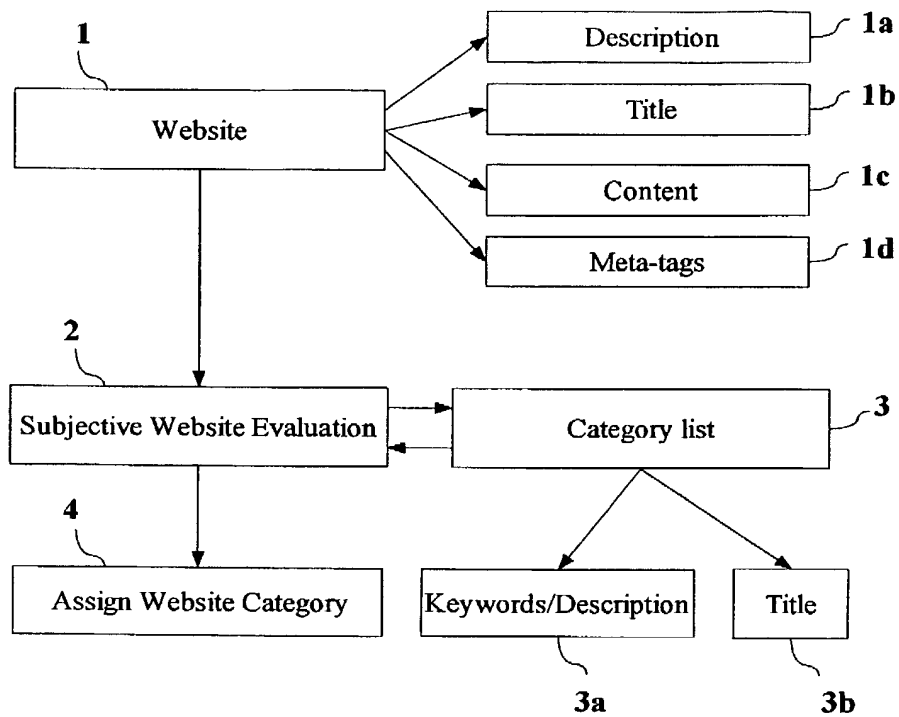 1
Website
Description
1a
Title
1b
Content
1c
Meta-tags
1d
2
Subjective Website Evaluation
Category list
3
4
Assign Website Category
Keywords/Description
3a
Title
3b